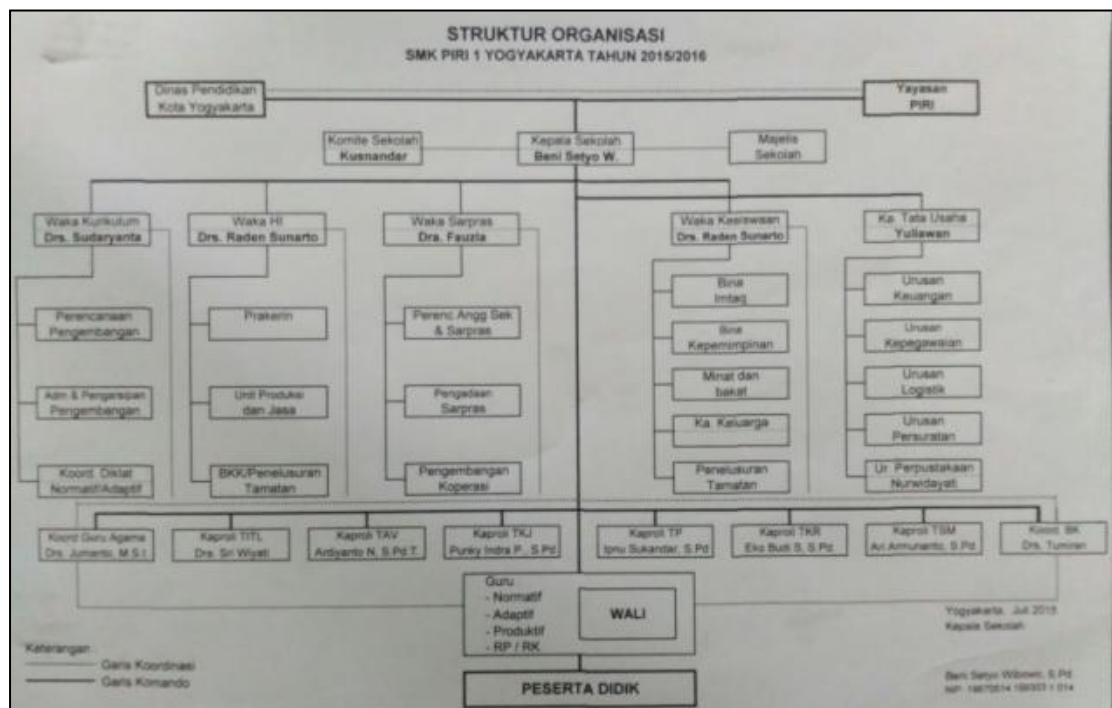 STRUKTUR ORGANISASI
SMK PIRI 1 YOGYAKARTA TAHUN 2015/2016
Dinas Pendidikan
Kota Yogyakarta
Yayasan
PIRI
Komite Sekolah
Kusnandar
Kepala Sekolah
Beni Setyo W.
Majelis
Sekolah
Waka Kurikulum
Drs. Sudaryanta
Waka HI
Drs. Raden Sunarto
Waka Sarpras
Dra. Fauzia
Waka Kesiswaan
Drs. Raden Sunarto
Ka. Tata Usaha
Yuliawan
Perencanaan
Pengembangan
Adm & Pengarsipan
Pengembangan
Koord. Diklat
Normatif/Adaptif
Prakerin
Unit Produksi
dan Jasa
BKK/Penelusuran
Tamatan
Perenc Angg Sek
& Sarpras
Pengadaan
Sarpras
Pengembangan
Koperasi
Bina
Imtaq
Bina
Kepemimpinan
Minat dan
bakat
Ka. Keluarga
Penelusuran
Tamatan
Urusan
Keuangan
Urusan
Kepegawaian
Urusan
Logistik
Urusan
Persuratan
Ur. Perpustakaan
Nurwidayati
Koord Guru Agama
Drs. Jumanto, M.S.I
Kaproli TITL
Drs. Sri Wiyati
Kaproli TAV
Ardiyanto N, S.Pd.T.
Kaproli TKJ
Punky Indra P., S.Pd
Kaproli TP
Ipnu Sukandar, S.Pd
Kaproli TKR
Eko Budi S, S.Pd.
Kaproli TSM
Ari Armunanto, S.Pd
Koord. BK
Drs. Tumiran
Guru
- Normatif
- Adaptif
- Produktif
- RP / RK
WALI
PESERTA DIDIK
Keterangan
Garis Koordinasi
Garis Komando
Yogyakarta, Juli 2015
Kepala Sekolah
Beni Setyo Wibowo, S.Pd.
NIP.